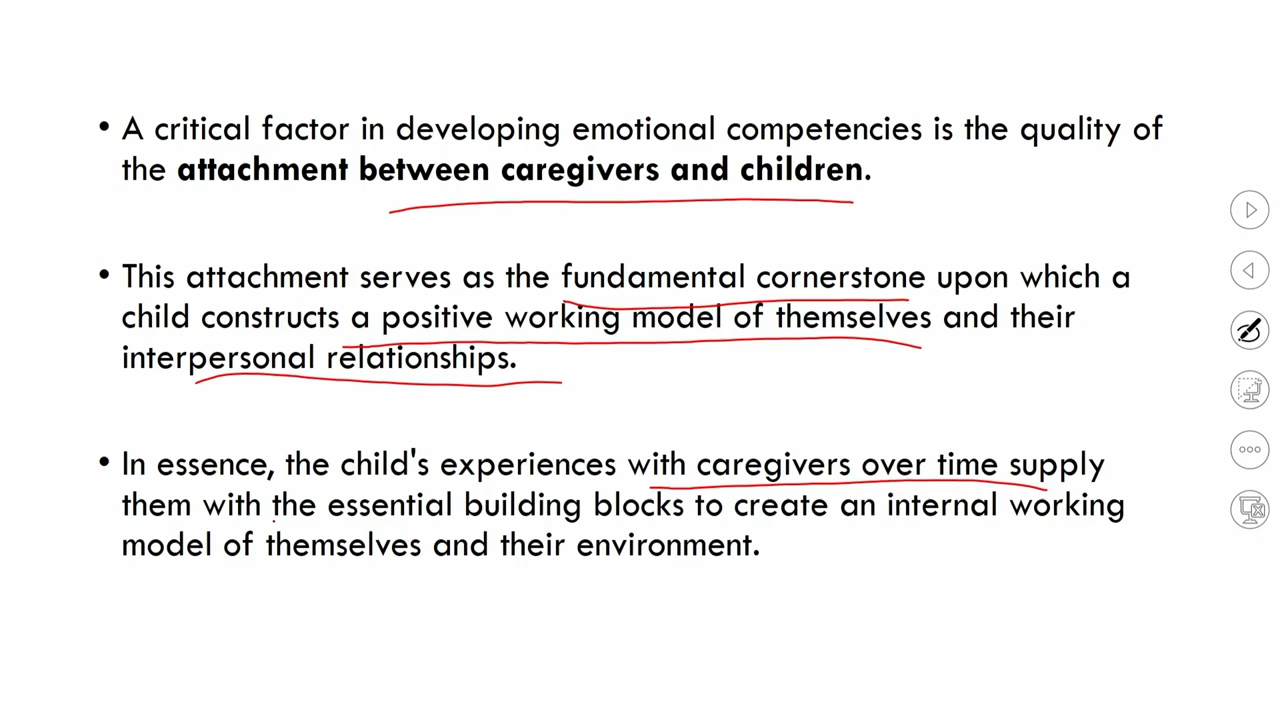 • A critical factor in developing emotional competencies is the quality of
the attachment between caregivers and children.
• This attachment serves as the fundamental cornerstone upon which a
child constructs a positive working model of themselves and their
interpersonal relationships.
• In essence, the child's experiences with caregivers over time supply
them with the essential building blocks to create an internal working
model of themselves and their environment.